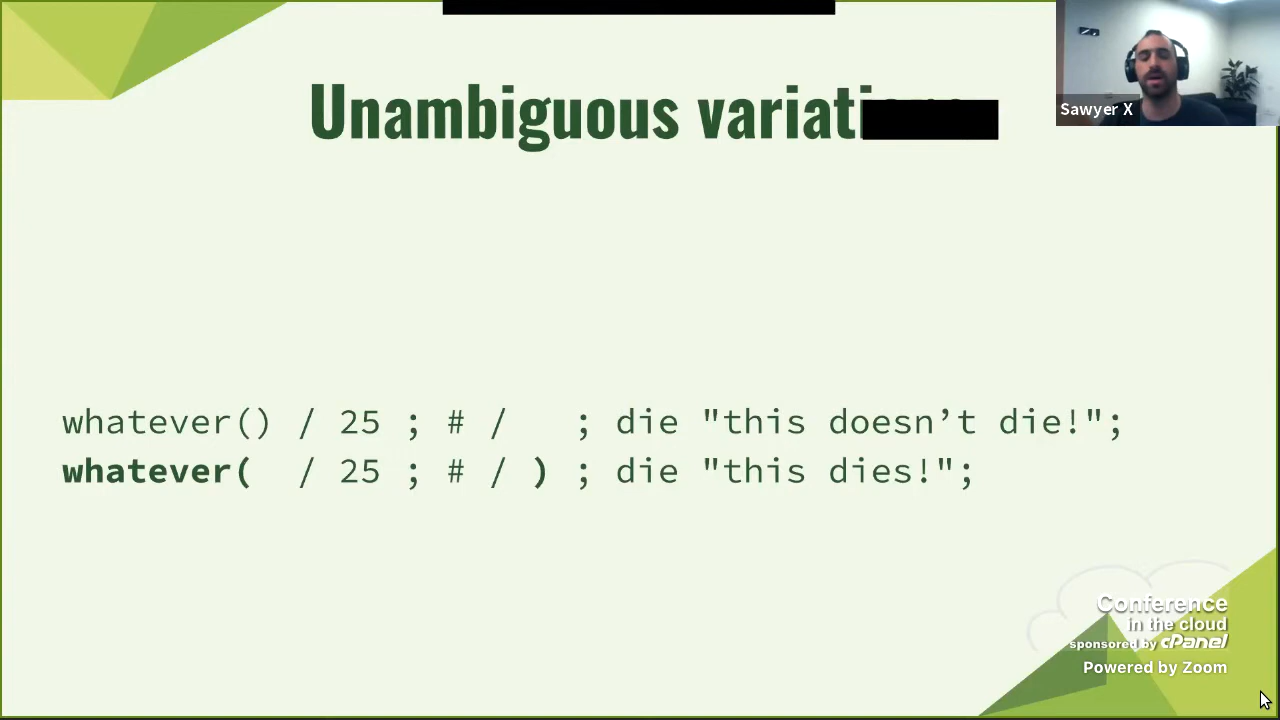 Unambiguous
Sawyer X
whatever() / 25 ; # /   ; die "this doesn’t die!";
whatever(  / 25 ; # / ) ; die "this dies!";
Conference
in the cloud
sponsored by cPanel
Powered by Zoom